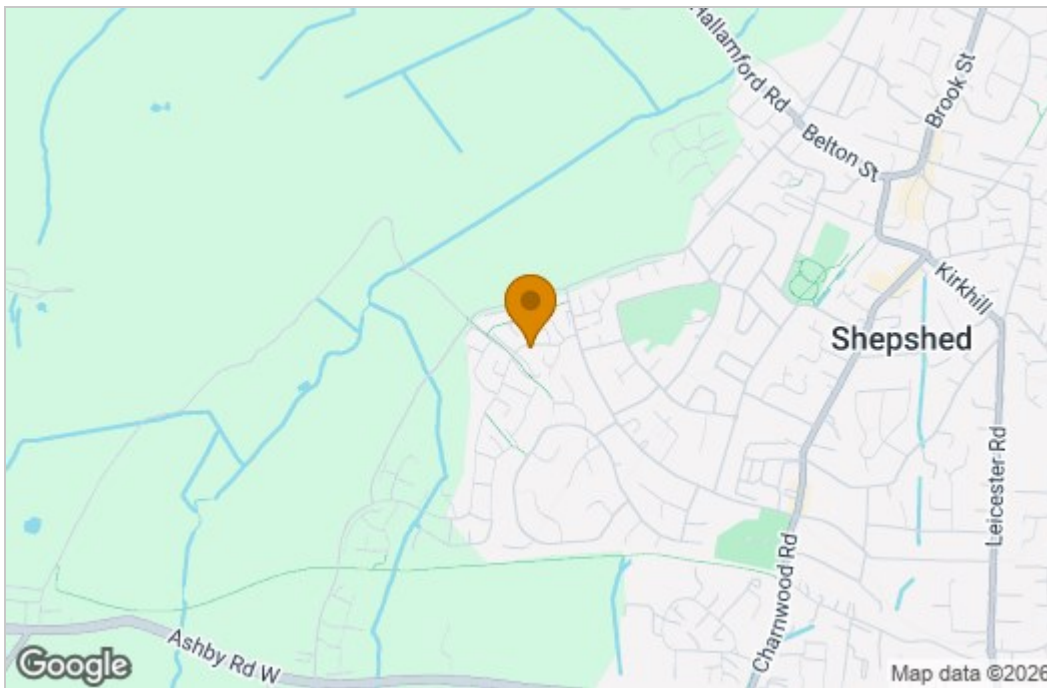 Hallamford Rd
Brook St
Belton St
Kirkhill
Shepshed
Leicester Rd
Charnwood Rd
Ashby Rd W
Google
Map data ©2026